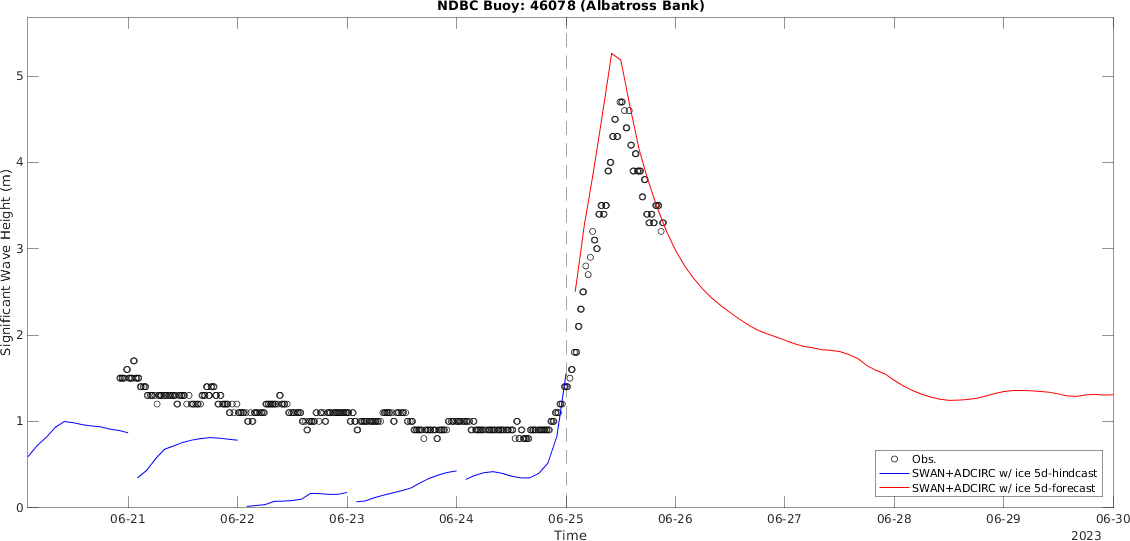 NDBC Buoy: 46078 (Albatross Bank)
Significant Wave Height (m)
5
4
3
2
1
0
Obs.
SWAN+ADCIRC w/ ice 5d-hindcast
SWAN+ADCIRC w/ ice 5d-forecast
06-21 06-22 06-23 06-24 06-25 06-26 06-27 06-28 06-29 06-30
Time
2023